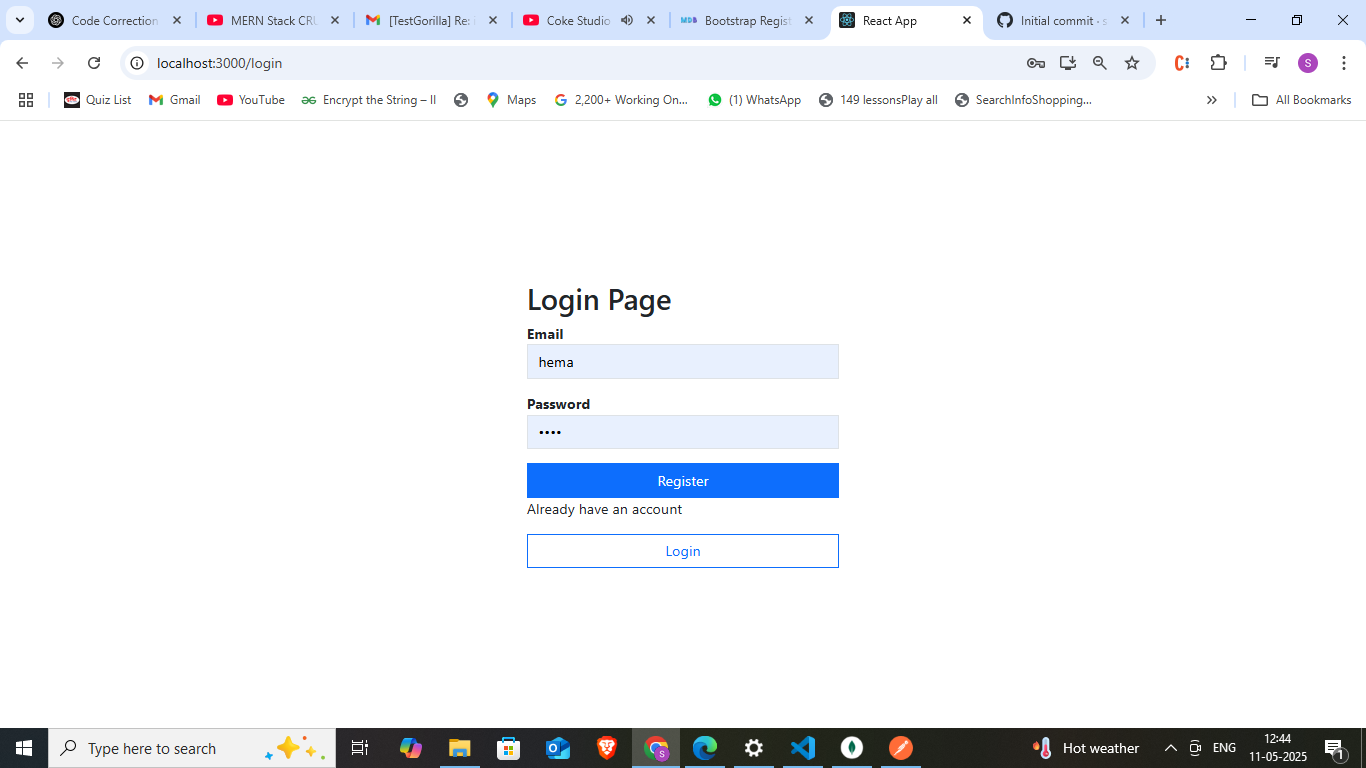 Code Correction
MERN Stack CRU
[TestGorilla] Re:
Coke Studio
Bootstrap Regist
React App
Initial commit · s
localhost:3000/login
S
Quiz List
Gmail
YouTube
Encrypt the String – II
Maps
2,200+ Working On...
(1) WhatsApp
149 lessonsPlay all
SearchInfoShopping...
All Bookmarks
Login Page
Email
hema
Password
••••
Register
Already have an account
Login
Type here to search
Hot weather
ENG
12:44
11-05-2025
1